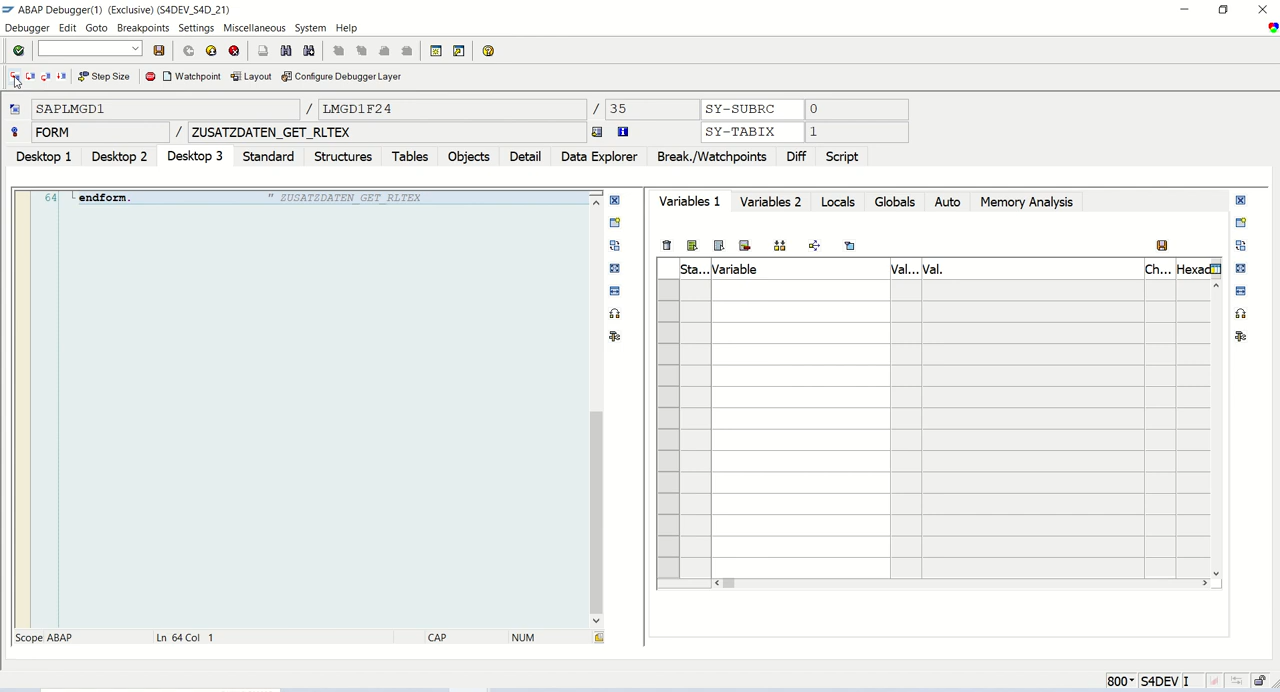 ABAP Debugger(1) (Exclusive) (S4DEV_S4D_21)
Debugger Edit Goto Breakpoints Settings Miscellaneous System Help
Step Size Watchpoint Layout Configure Debugger Layer
SAPLMGD1 / LMGD1F24 / 35 SY-SUBRC 0
FORM / ZUSATZDATEN_GET_RLTEX SY-TABIX 1
Desktop 1 Desktop 2 Desktop 3 Standard Structures Tables Objects Detail Data Explorer Break./Watchpoints Diff Script
64 endform. " ZUSATZDATEN_GET_RLTEX
Variables 1 Variables 2 Locals Globals Auto Memory Analysis
Sta... Variable Val... Val. Ch... Hexad
Scope ABAP Ln 64 Col 1 CAP NUM
800 S4DEV I